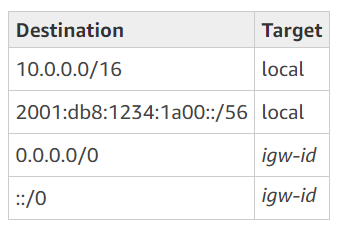 Destination Target
10.0.0.0/16 local
2001:db8:1234:1a00::/56 local
0.0.0.0/0 igw-id
::/0 igw-id